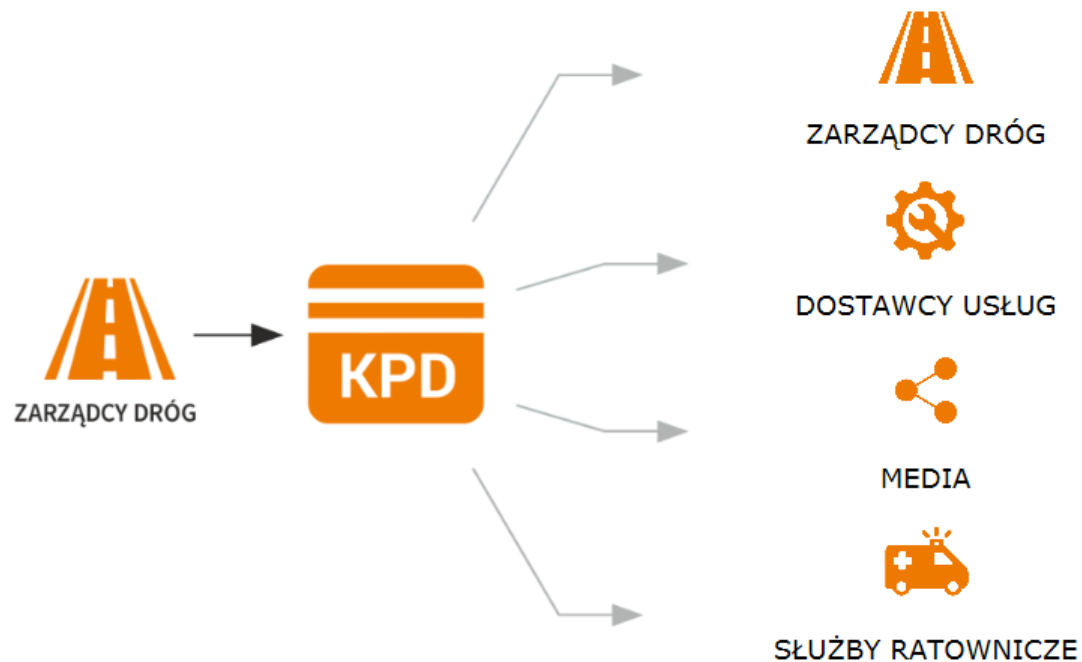 ZARZĄDCY DRÓG
KPD
ZARZĄDCY DRÓG
DOSTAWCY USŁUG
MEDIA
SŁUŻBY RATOWNICZE